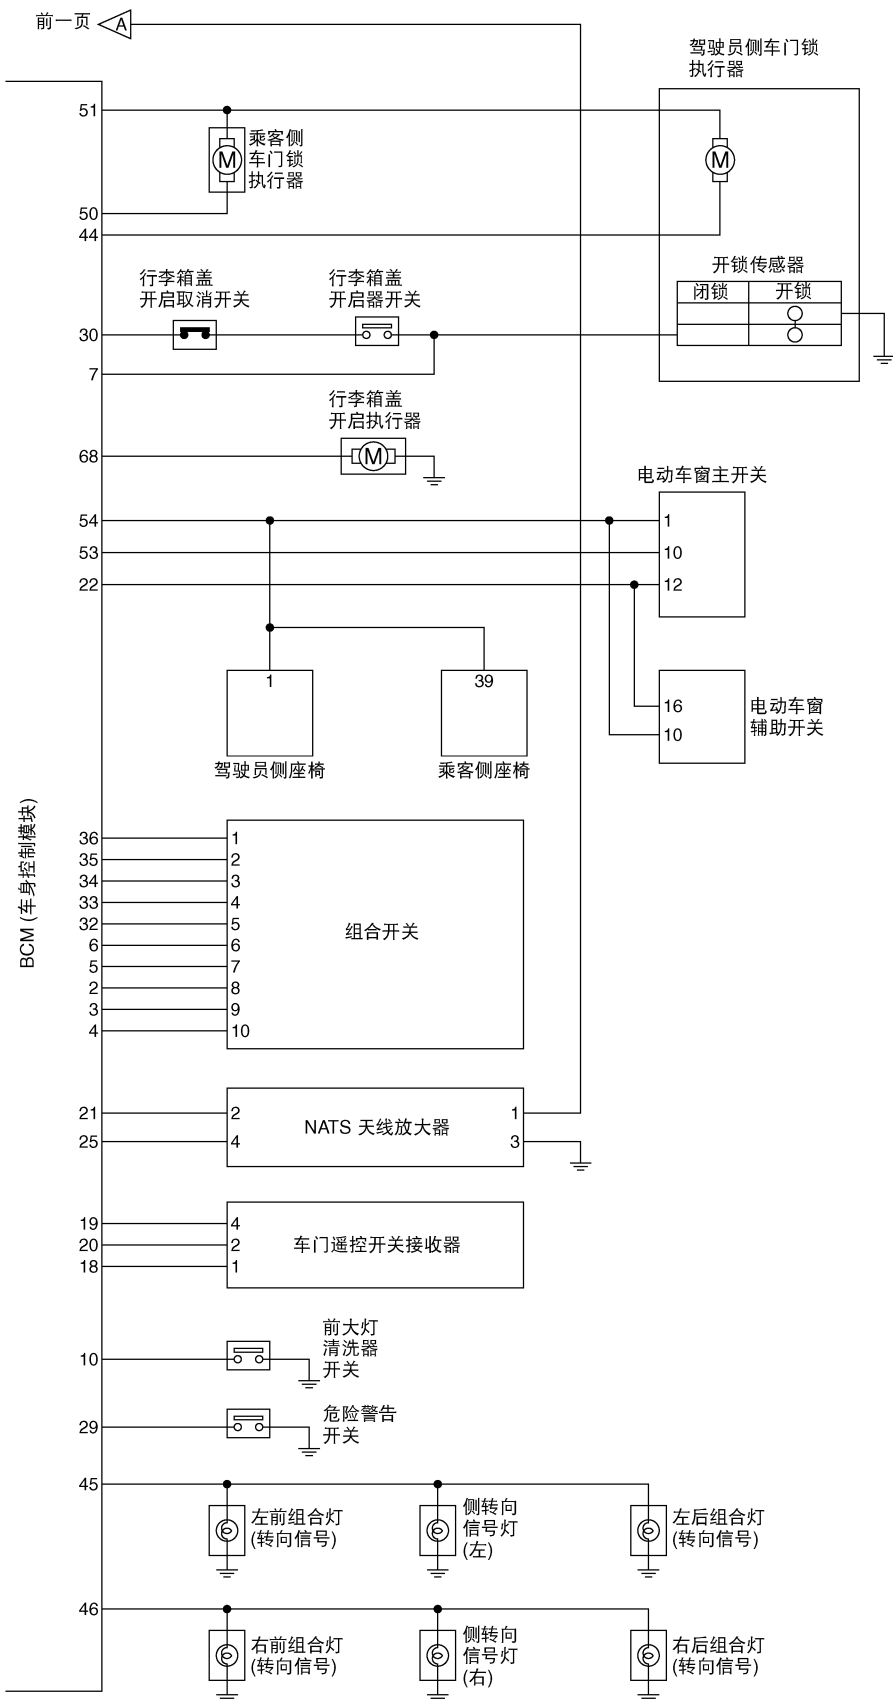 前一页 A
驾驶员侧车门锁
执行器
51
乘客侧
车门锁
执行器
M
M
50
44
开锁传感器
闭锁 开锁
行李箱盖
开启取消开关
行李箱盖
开启器开关
30
7
行李箱盖
开启执行器
68
M
电动车窗主开关
54
1
53
10
22
12
1
39
16
10
电动车窗
辅助开关
驾驶员侧座椅
乘客侧座椅
BCM (车身控制模块)
36 1
35 2
34 3
33 4
32 5
6 6
5 7
2 8
3 9
4 10
组合开关
21 2
25 4
NATS 天线放大器
1
3
19 4
20 2
18 1
车门遥控开关接收器
10
前大灯
清洗器
开关
29
危险警告
开关
45
左前组合灯
(转向信号)
侧转向
信号灯
(左)
左后组合灯
(转向信号)
46
右前组合灯
(转向信号)
侧转向
信号灯
(右)
右后组合灯
(转向信号)